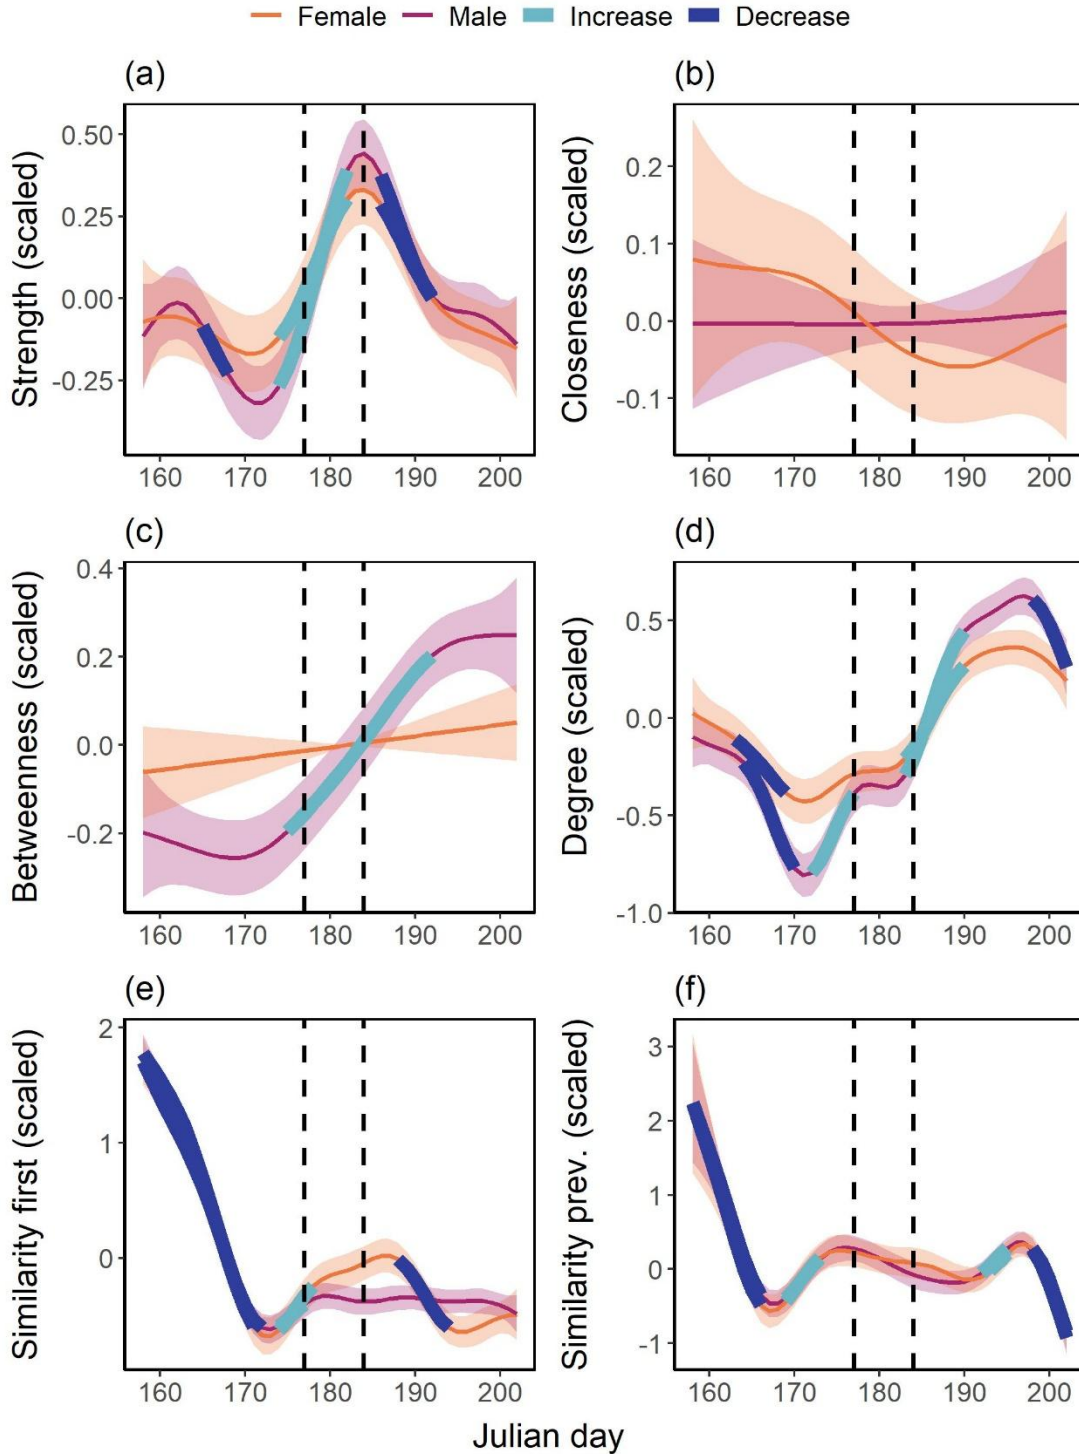 Female Male Increase Decrease
(a) (b)
Strength (scaled)
0.50
0.25
0.00
-0.25
160 170 180 190 200
Closeness (scaled)
0.2
0.1
0.0
-0.1
160 170 180 190 200
(c) (d)
Betweenness (scaled)
0.4
0.2
0.0
-0.2
160 170 180 190 200
Degree (scaled)
0.5
0.0
-0.5
-1.0
160 170 180 190 200
(e) (f)
Similarity first (scaled)
2
1
0
160 170 180 190 200
Similarity prev. (scaled)
3
2
1
0
-1
160 170 180 190 200
Julian day